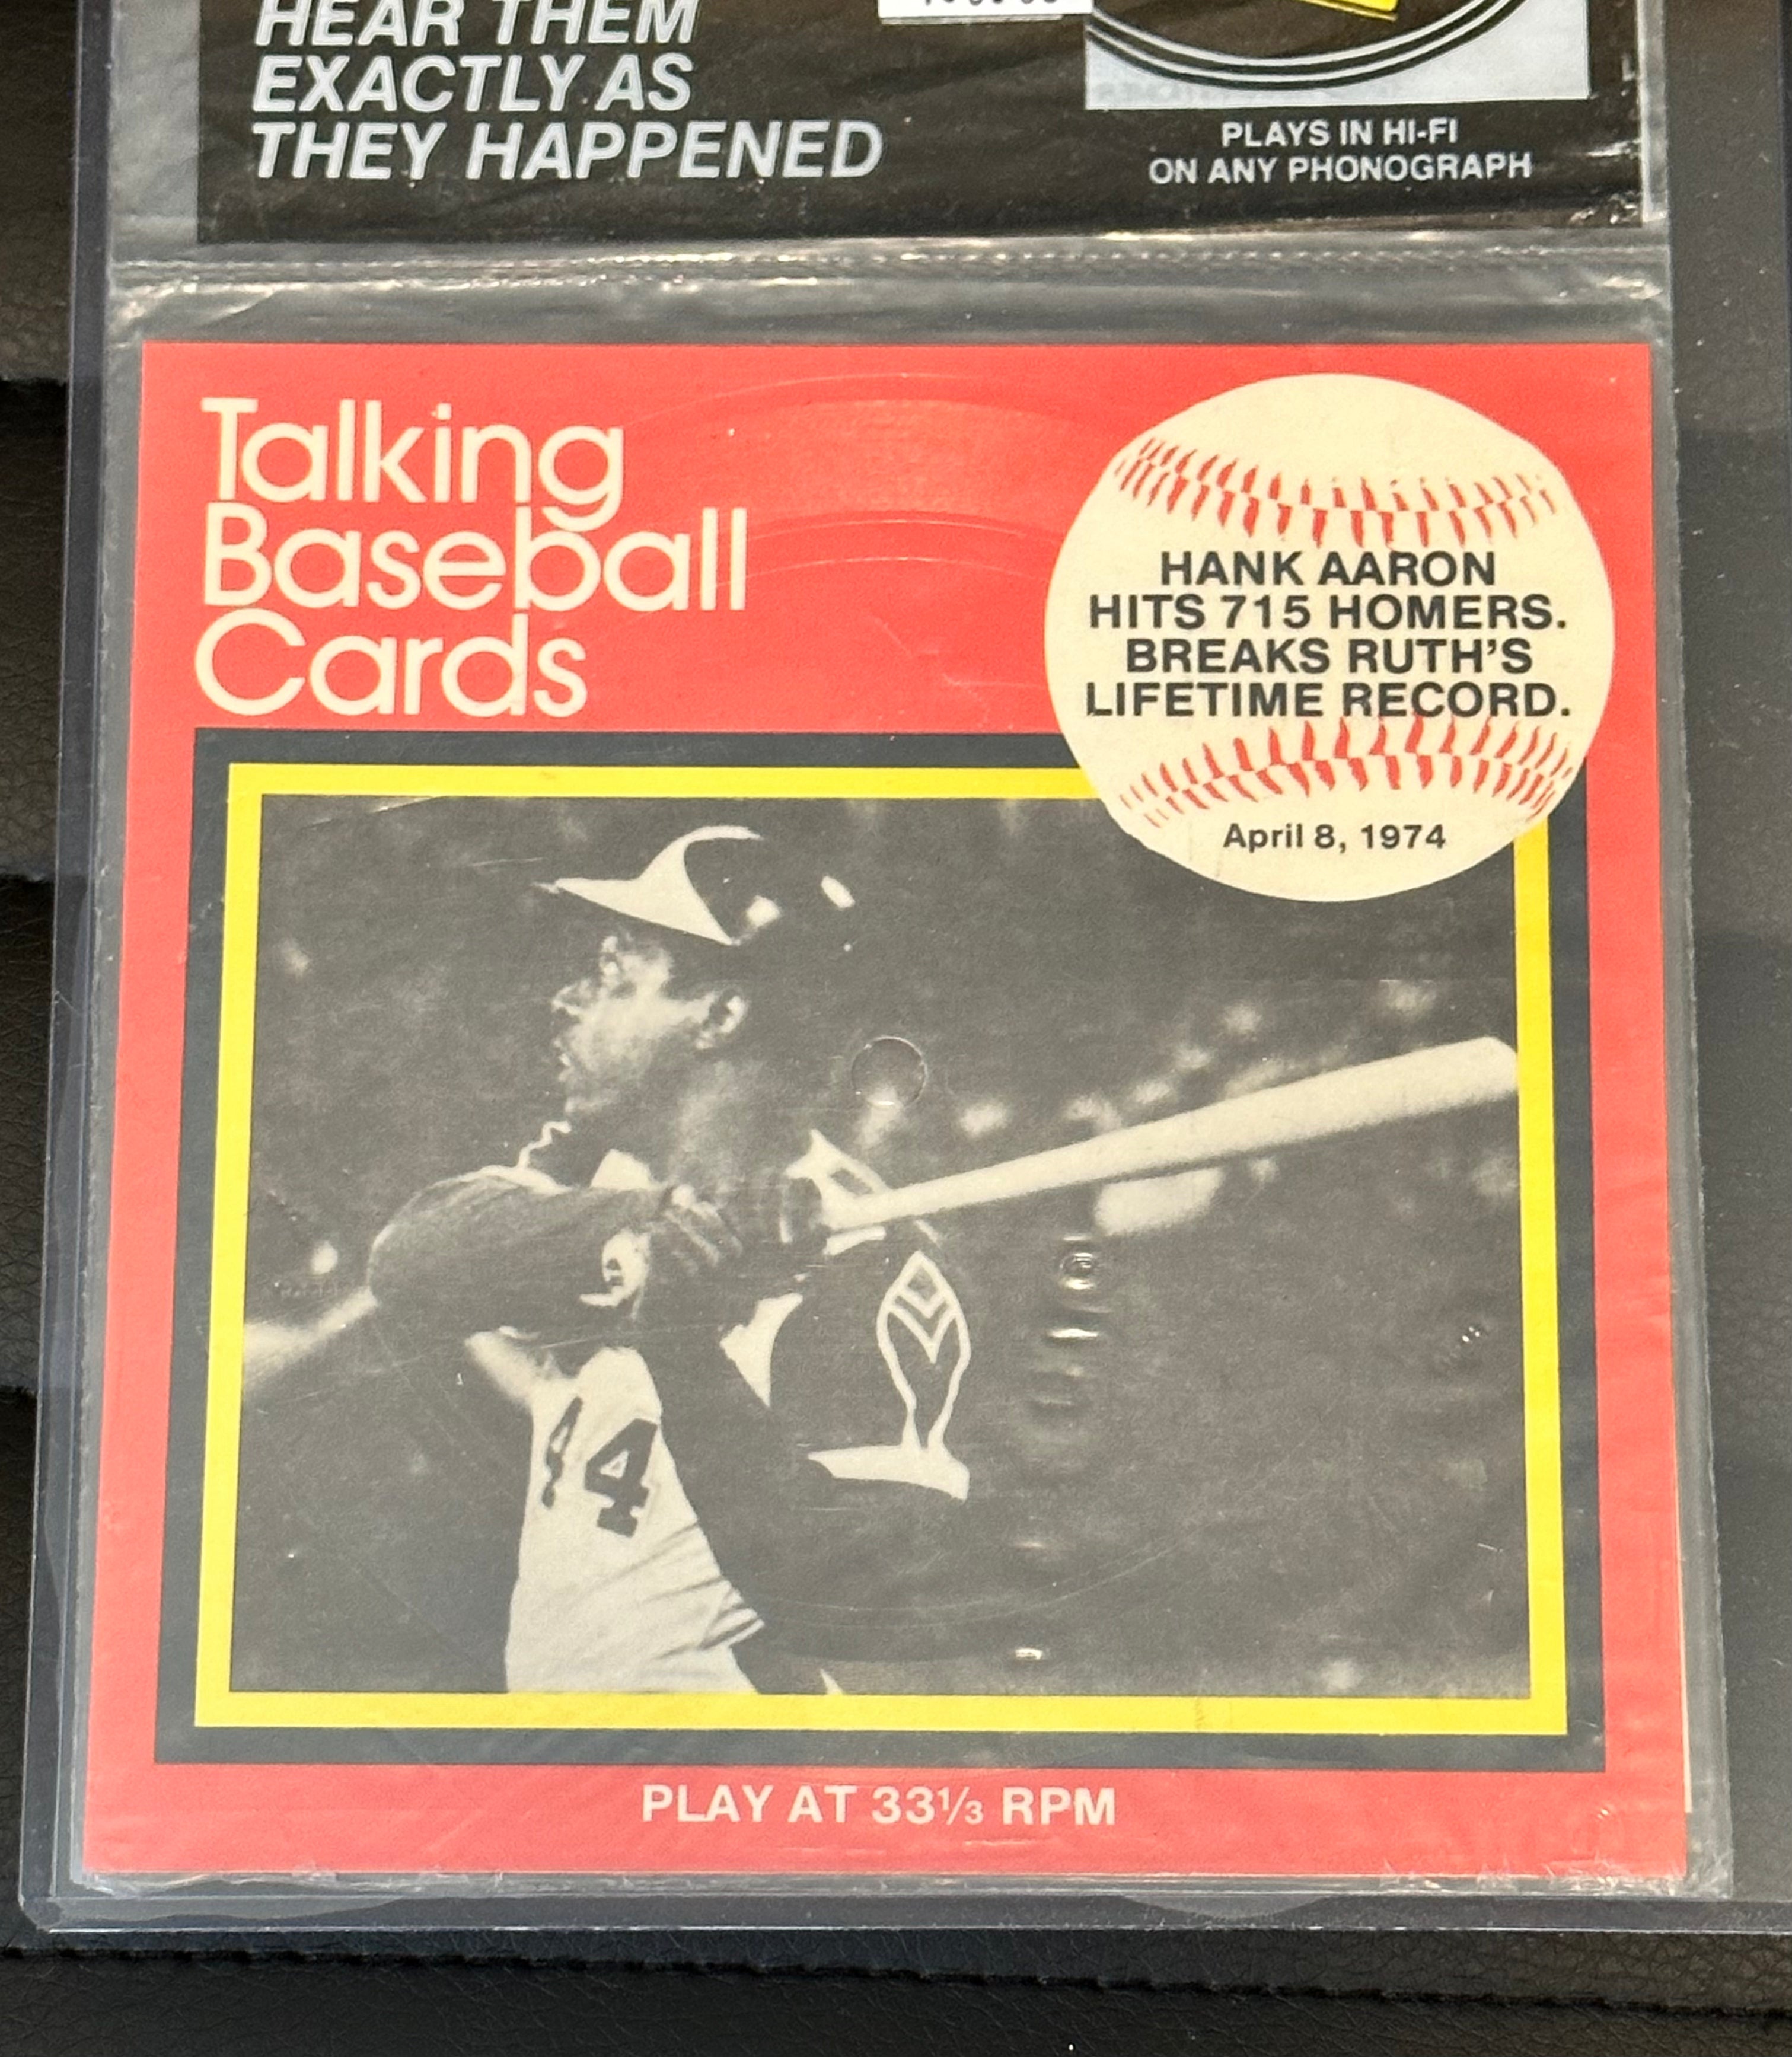 HEAR THEM
EXACTLY AS
THEY HAPPENED
PLAYS IN HI-FI
ON ANY PHONOGRAPH
Talking
Baseball
Cards
HANK AARON
HITS 715 HOMERS.
BREAKS RUTH'S
LIFETIME RECORD.
April 8, 1974
44
PLAY AT 33⅓ RPM